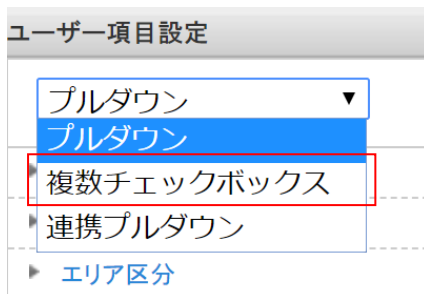 ユーザー項目設定
プルダウン ▼
プルダウン
複数チェックボックス
連携プルダウン
エリア区分